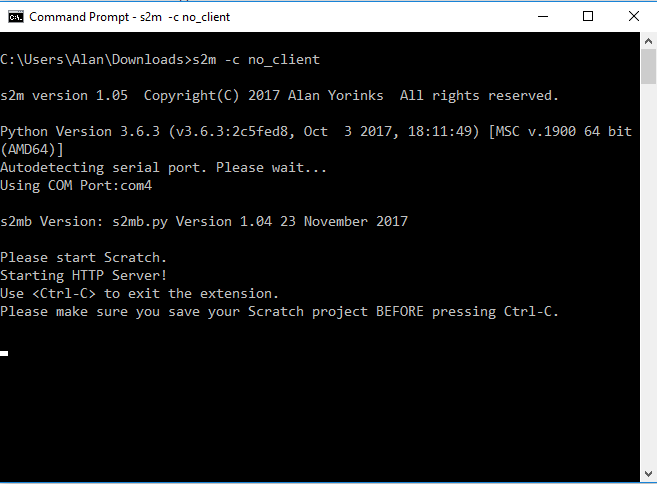 Command Prompt - s2m  -c no_client
C:\Users\Alan\Downloads>s2m -c no_client
s2m version 1.05  Copyright(C) 2017 Alan Yorinks  All rights reserved.
Python Version 3.6.3 (v3.6.3:2c5fed8, Oct  3 2017, 18:11:49) [MSC v.1900 64 bit
(AMD64)]
Autodetecting serial port. Please wait...
Using COM Port:com4
s2mb Version: s2mb.py Version 1.04 23 November 2017
Please start Scratch.
Starting HTTP Server!
Use <Ctrl-C> to exit the extension.
Please make sure you save your Scratch project BEFORE pressing Ctrl-C.